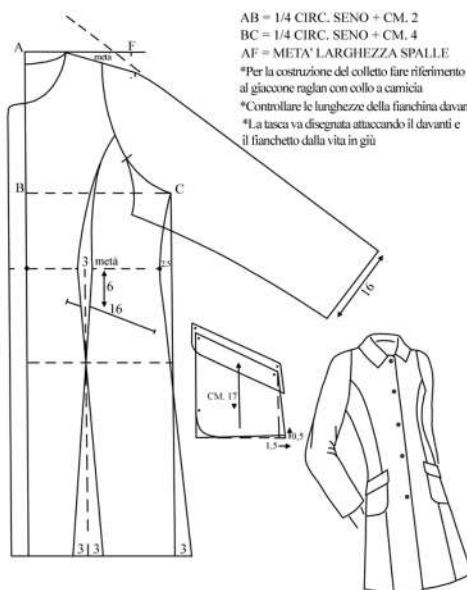 AB = 1/4 CIRC. SENO + CM. 2
BC = 1/4 CIRC. SENO + CM. 4
AF = META' LARGHEZZA SPALLE
*Per la costruzione del colletto fare riferimento
al giaccone raglan con collo a camicia
*Controllare le lunghezze della fianchina davan
*La tasca va disegnata attaccando il davanti e
il fianchetto dalla vita in giù
A
F
metà
B
C
3
metà
2,5
6
16
16
CM. 17
0,5
1,5
3
3
3